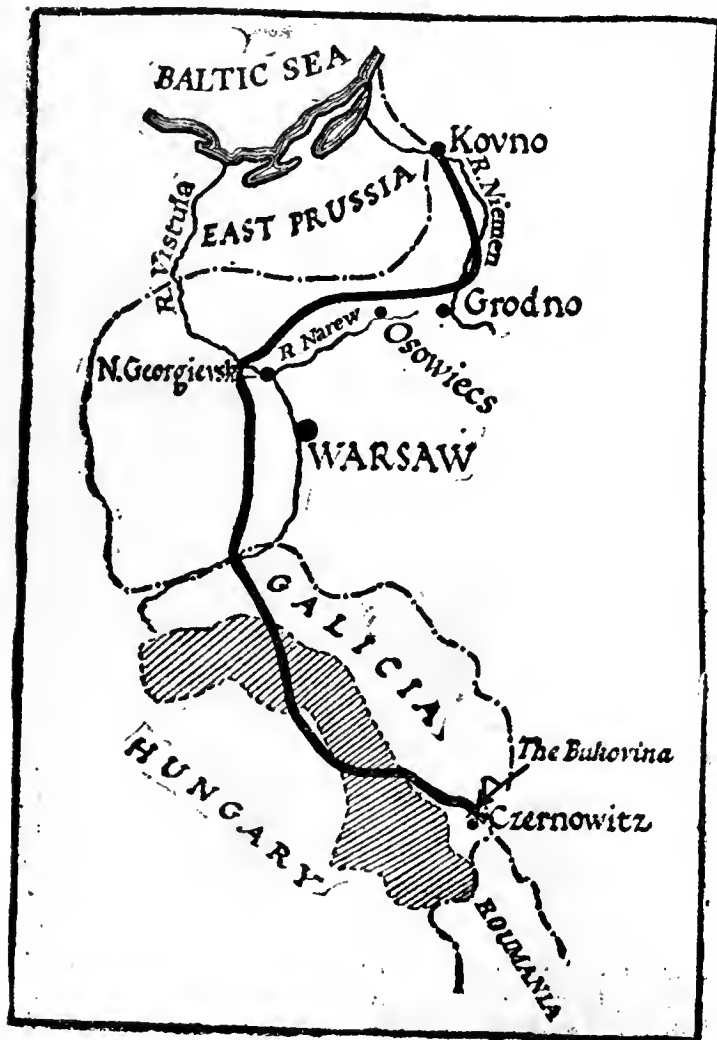 BALTIC SEA
Kovno
R. Niemen
EAST PRUSSIA
R. Vistula
Grodno
R. Narew
Osowiecs
N. Georgievsk
WARSAW
GALICIA
The Bukovina
Czernowitz
HUNGARY
ROUMANIA